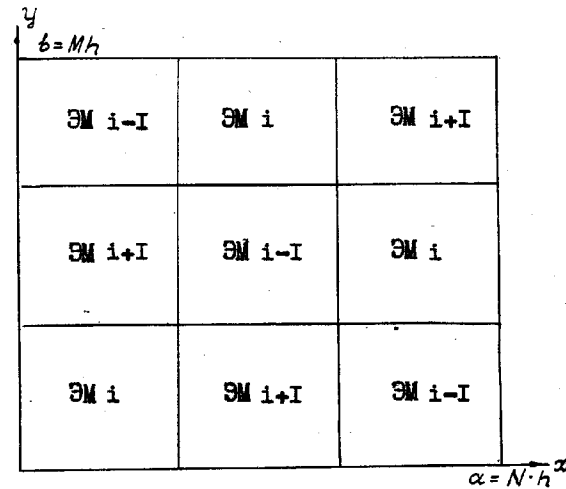 y
b=Mh
ЭМ i-I ЭМ i ЭМ i+I
ЭМ i+I ЭМ i-I ЭМ i
ЭМ i ЭМ i+I ЭМ i-I
x
a=N·h